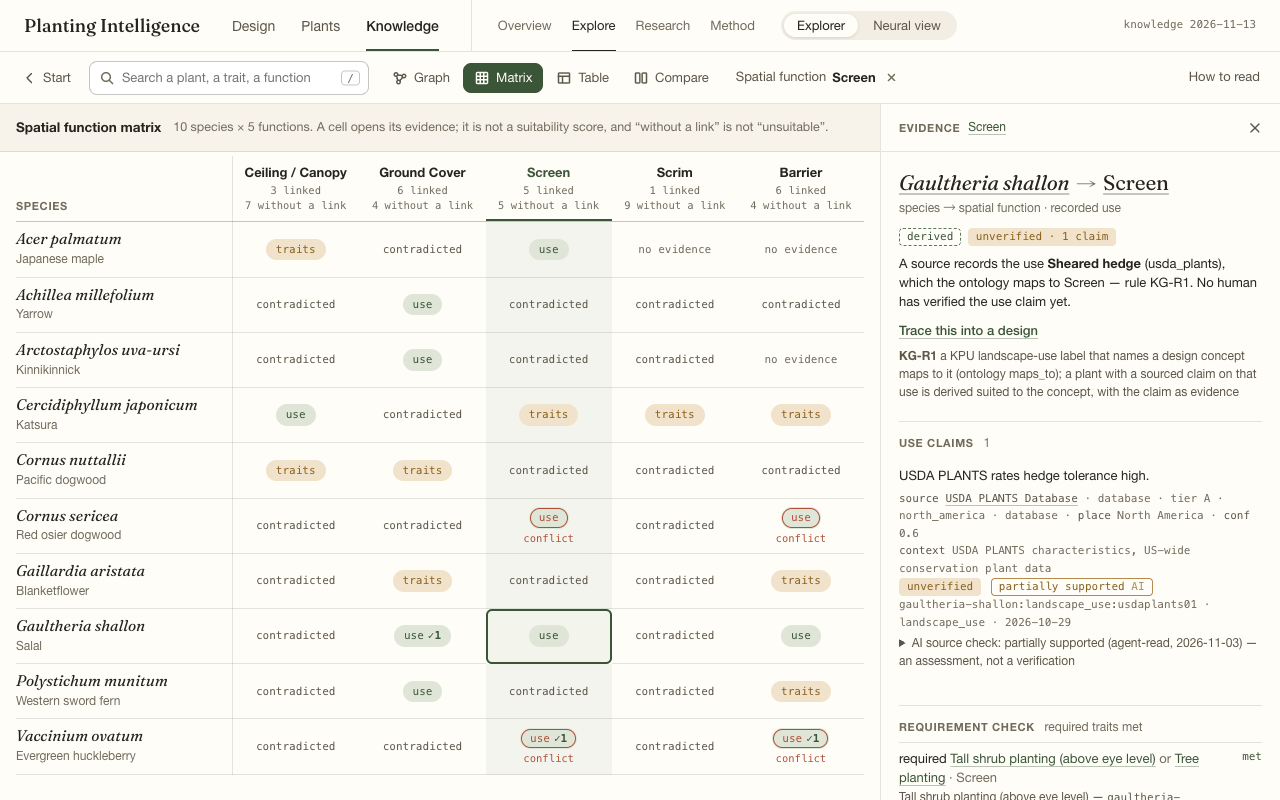 Planting Intelligence
Design
Plants
Knowledge
Overview
Explore
Research
Method
Explorer
Neural view
knowledge 2026-11-13
Start
Search a plant, a trait, a function
/
Graph
Matrix
Table
Compare
Spatial function Screen ✕
How to read
Spatial function matrix 10 species × 5 functions. A cell opens its evidence; it is not a suitability score, and “without a link” is not “unsuitable”.
SPECIES
Ceiling / Canopy
3 linked
7 without a link
Ground Cover
6 linked
4 without a link
Screen
5 linked
5 without a link
Scrim
1 linked
9 without a link
Barrier
6 linked
4 without a link
Acer palmatum
Japanese maple
traits contradicted use no evidence no evidence
Achillea millefolium
Yarrow
contradicted use contradicted contradicted contradicted
Arctostaphylos uva-ursi
Kinnikinnick
contradicted use contradicted contradicted no evidence
Cercidiphyllum japonicum
Katsura
use contradicted traits traits traits
Cornus nuttallii
Pacific dogwood
traits traits contradicted contradicted contradicted
Cornus sericea
Red osier dogwood
contradicted contradicted use conflict contradicted use conflict
Gaillardia aristata
Blanketflower
contradicted traits contradicted contradicted traits
Gaultheria shallon
Salal
contradicted use ✓1 use contradicted use
Polystichum munitum
Western sword fern
contradicted use contradicted contradicted traits
Vaccinium ovatum
Evergreen huckleberry
contradicted contradicted use ✓1 conflict contradicted use ✓1 conflict
EVIDENCE Screen ✕
Gaultheria shallon → Screen
species → spatial function · recorded use
derived unverified · 1 claim
A source records the use Sheared hedge (usda_plants),
which the ontology maps to Screen — rule KG-R1. No human
has verified the use claim yet.
Trace this into a design
KG-R1 a KPU landscape-use label that names a design concept
maps to it (ontology maps_to); a plant with a sourced claim on that
use is derived suited to the concept, with the claim as evidence
USE CLAIMS 1
USDA PLANTS rates hedge tolerance high.
source USDA PLANTS Database · database · tier A ·
north_america · database · place North America · conf
0.6
context USDA PLANTS characteristics, US-wide
conservation plant data
unverified partially supported AI
gaultheria-shallon:landscape_use:usdaplants01 ·
landscape_use · 2026-10-29
▶ AI source check: partially supported (agent-read, 2026-11-03) —
an assessment, not a verification
REQUIREMENT CHECK required traits met
required Tall shrub planting (above eye level) or Tree met
planting · Screen
Tall shrub planting (above eye level) — gaultheria-